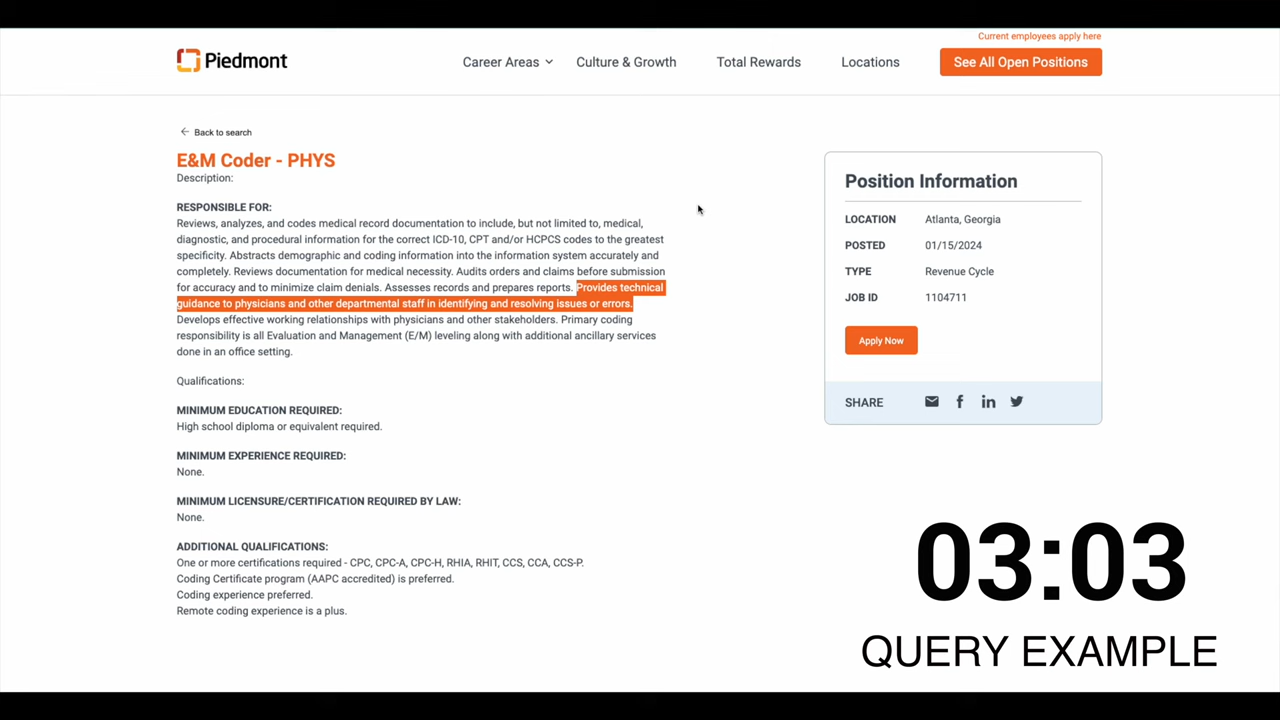 Current employees apply here
Piedmont
Career Areas
Culture & Growth
Total Rewards
Locations
See All Open Positions
Back to search
E&M Coder - PHYS
Description:
RESPONSIBLE FOR:
Reviews, analyzes, and codes medical record documentation to include, but not limited to, medical,
diagnostic, and procedural information for the correct ICD-10, CPT and/or HCPCS codes to the greatest
specificity. Abstracts demographic and coding information into the information system accurately and
completely. Reviews documentation for medical necessity. Audits orders and claims before submission
for accuracy and to minimize claim denials. Assesses records and prepares reports. Provides technical
guidance to physicians and other departmental staff in identifying and resolving issues or errors.
Develops effective working relationships with physicians and other stakeholders. Primary coding
responsibility is all Evaluation and Management (E/M) leveling along with additional ancillary services
done in an office setting.
Qualifications:
MINIMUM EDUCATION REQUIRED:
High school diploma or equivalent required.
MINIMUM EXPERIENCE REQUIRED:
None.
MINIMUM LICENSURE/CERTIFICATION REQUIRED BY LAW:
None.
ADDITIONAL QUALIFICATIONS:
One or more certifications required - CPC, CPC-A, CPC-H, RHIA, RHIT, CCS, CCA, CCS-P.
Coding Certificate program (AAPC accredited) is preferred.
Coding experience preferred.
Remote coding experience is a plus.
Position Information
LOCATION Atlanta, Georgia
POSTED 01/15/2024
TYPE Revenue Cycle
JOB ID 1104711
Apply Now
SHARE
03:03
QUERY EXAMPLE